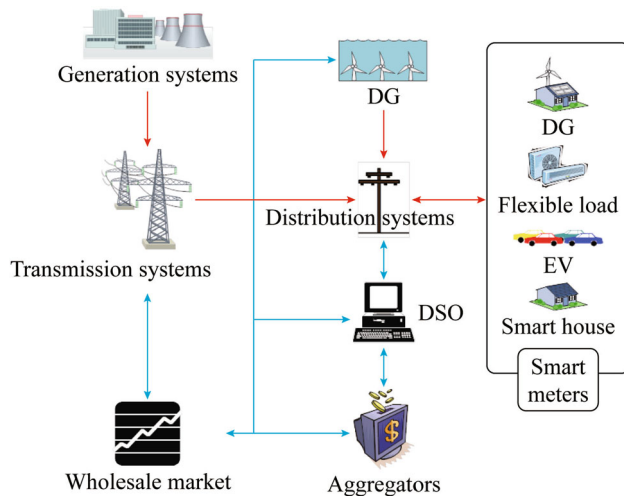 Generation systems
DG
DG
Flexible load
Distribution systems
Transmission systems
EV
DSO
Smart house
$
Smart
meters
Wholesale market
Aggregators